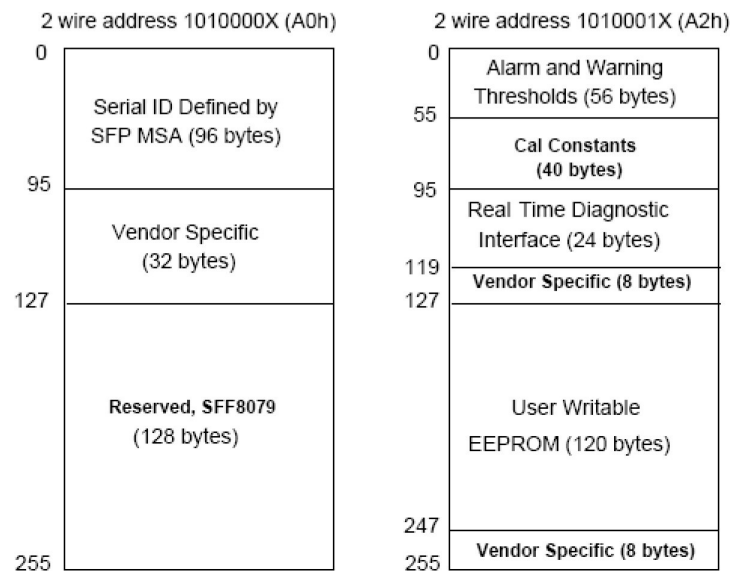 2 wire address 1010000X (A0h)
0
Serial ID Defined by
SFP MSA (96 bytes)
95
Vendor Specific
(32 bytes)
127
Reserved, SFF8079
(128 bytes)
255
2 wire address 1010001X (A2h)
0
Alarm and Warning
Thresholds (56 bytes)
55
Cal Constants
(40 bytes)
95
Real Time Diagnostic
Interface (24 bytes)
119
Vendor Specific (8 bytes)
127
User Writable
EEPROM (120 bytes)
247
Vendor Specific (8 bytes)
255